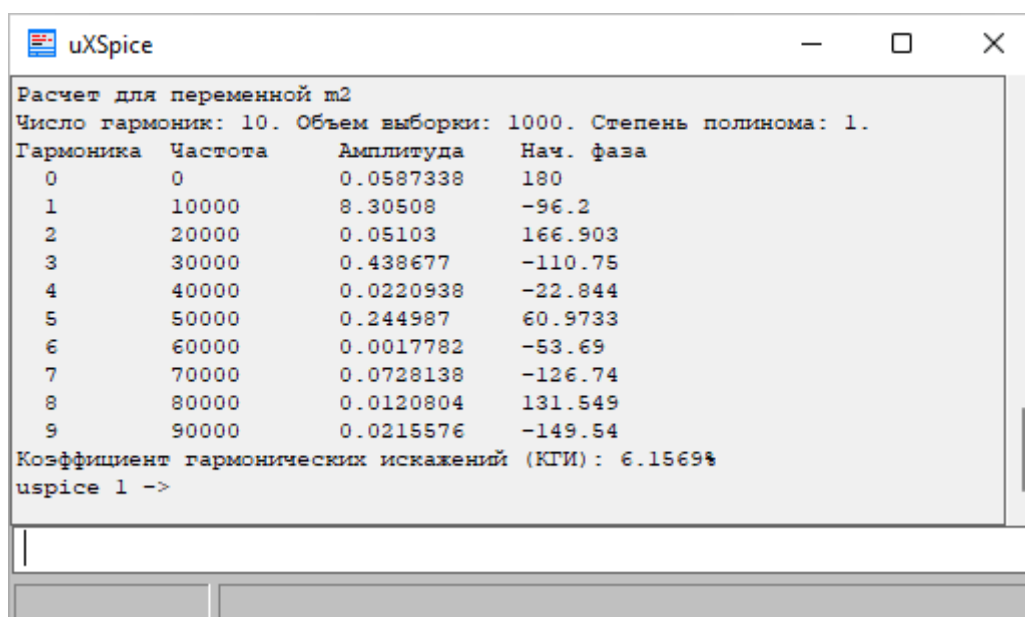 uXSpice
Расчет для переменной m2
Число гармоник: 10. Объем выборки: 1000. Степень полинома: 1.
Гармоника Частота Амплитуда Нач. фаза
0 0 0.0587338 180
1 10000 8.30508 -96.2
2 20000 0.05103 166.903
3 30000 0.438677 -110.75
4 40000 0.0220938 -22.844
5 50000 0.244987 60.9733
6 60000 0.0017782 -53.69
7 70000 0.0728138 -126.74
8 80000 0.0120804 131.549
9 90000 0.0215576 -149.54
Коэффициент гармонических искажений (КГИ): 6.1569%
uspice 1 ->